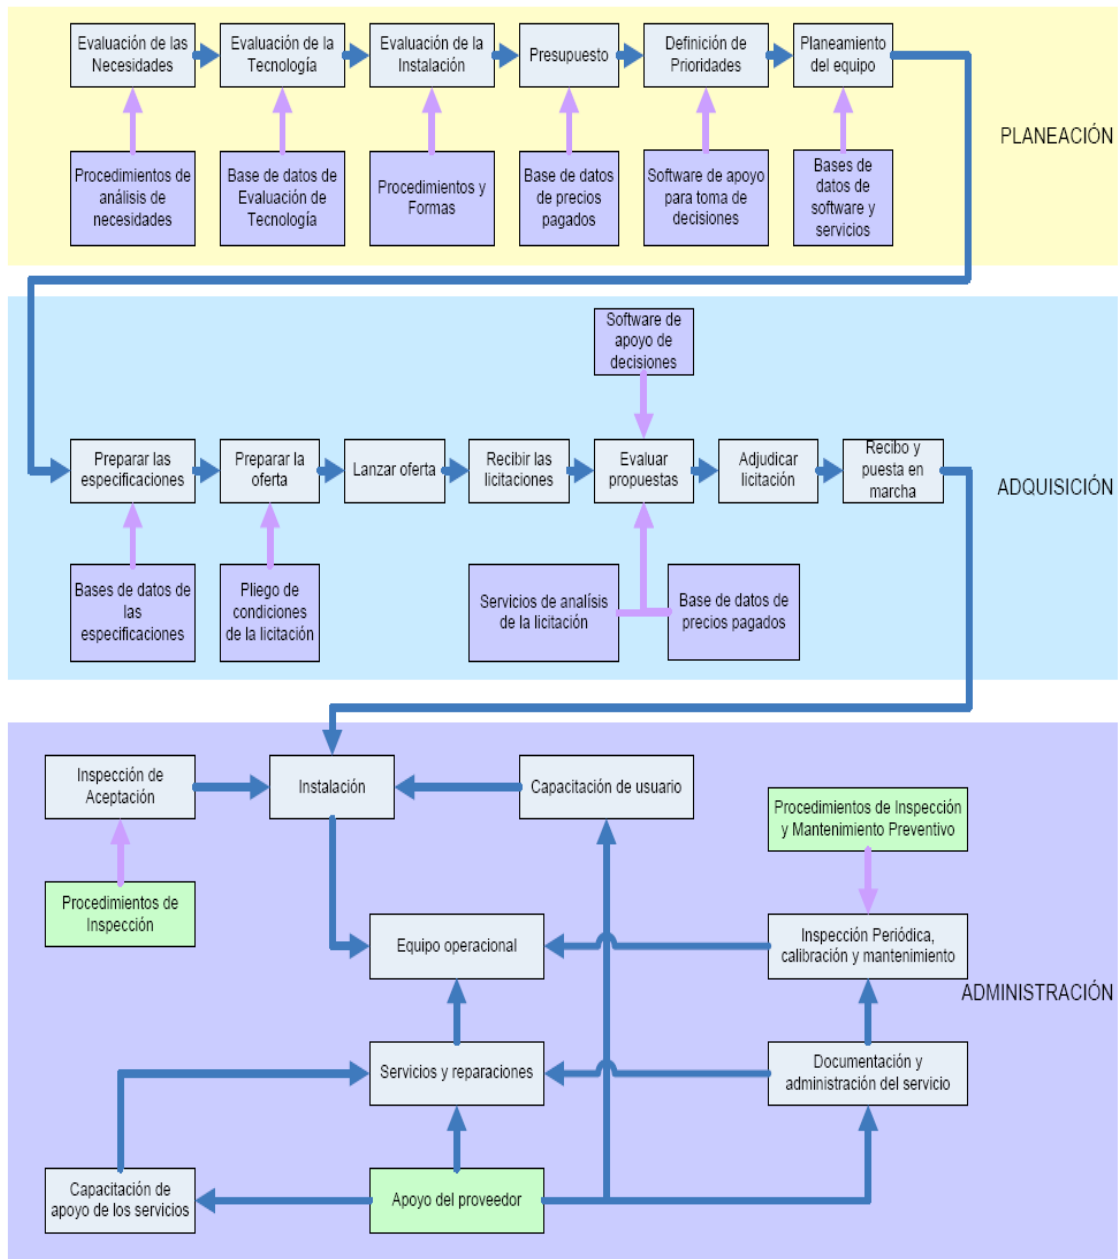 Evaluación de las
Necesidades
Evaluación de la
Tecnología
Evaluación de la
Instalación
Presupuesto
Definición de
Prioridades
Planeamiento
del equipo
PLANEACIÓN
Procedimientos de
análisis de
necesidades
Base de datos de
Evaluación de
Tecnología
Procedimientos y
Formas
Base de datos
de precios
pagados
Software de apoyo
para toma de
decisiones
Bases de
datos de
software y
servicios
Software de
apoyo de
decisiones
Preparar las
especificaciones
Preparar la
oferta
Lanzar oferta
Recibir las
licitaciones
Evaluar
propuestas
Adjudicar
licitación
Recibo y
puesta en
marcha
ADQUISICIÓN
Bases de datos de
las
especificaciones
Pliego de
condiciones
de la licitación
Servicios de analísis
de la licitación
Base de datos de
precios pagados
Inspección de
Aceptación
Instalación
Capacitación de usuario
Procedimientos de Inspección
y Mantenimiento Preventivo
Procedimientos de
Inspección
Equipo operacional
Inspección Periódica,
calibración y mantenimiento
ADMINISTRACIÓN
Servicios y reparaciones
Documentación y
administración del servicio
Capacitación de
apoyo de los servicios
Apoyo del proveedor